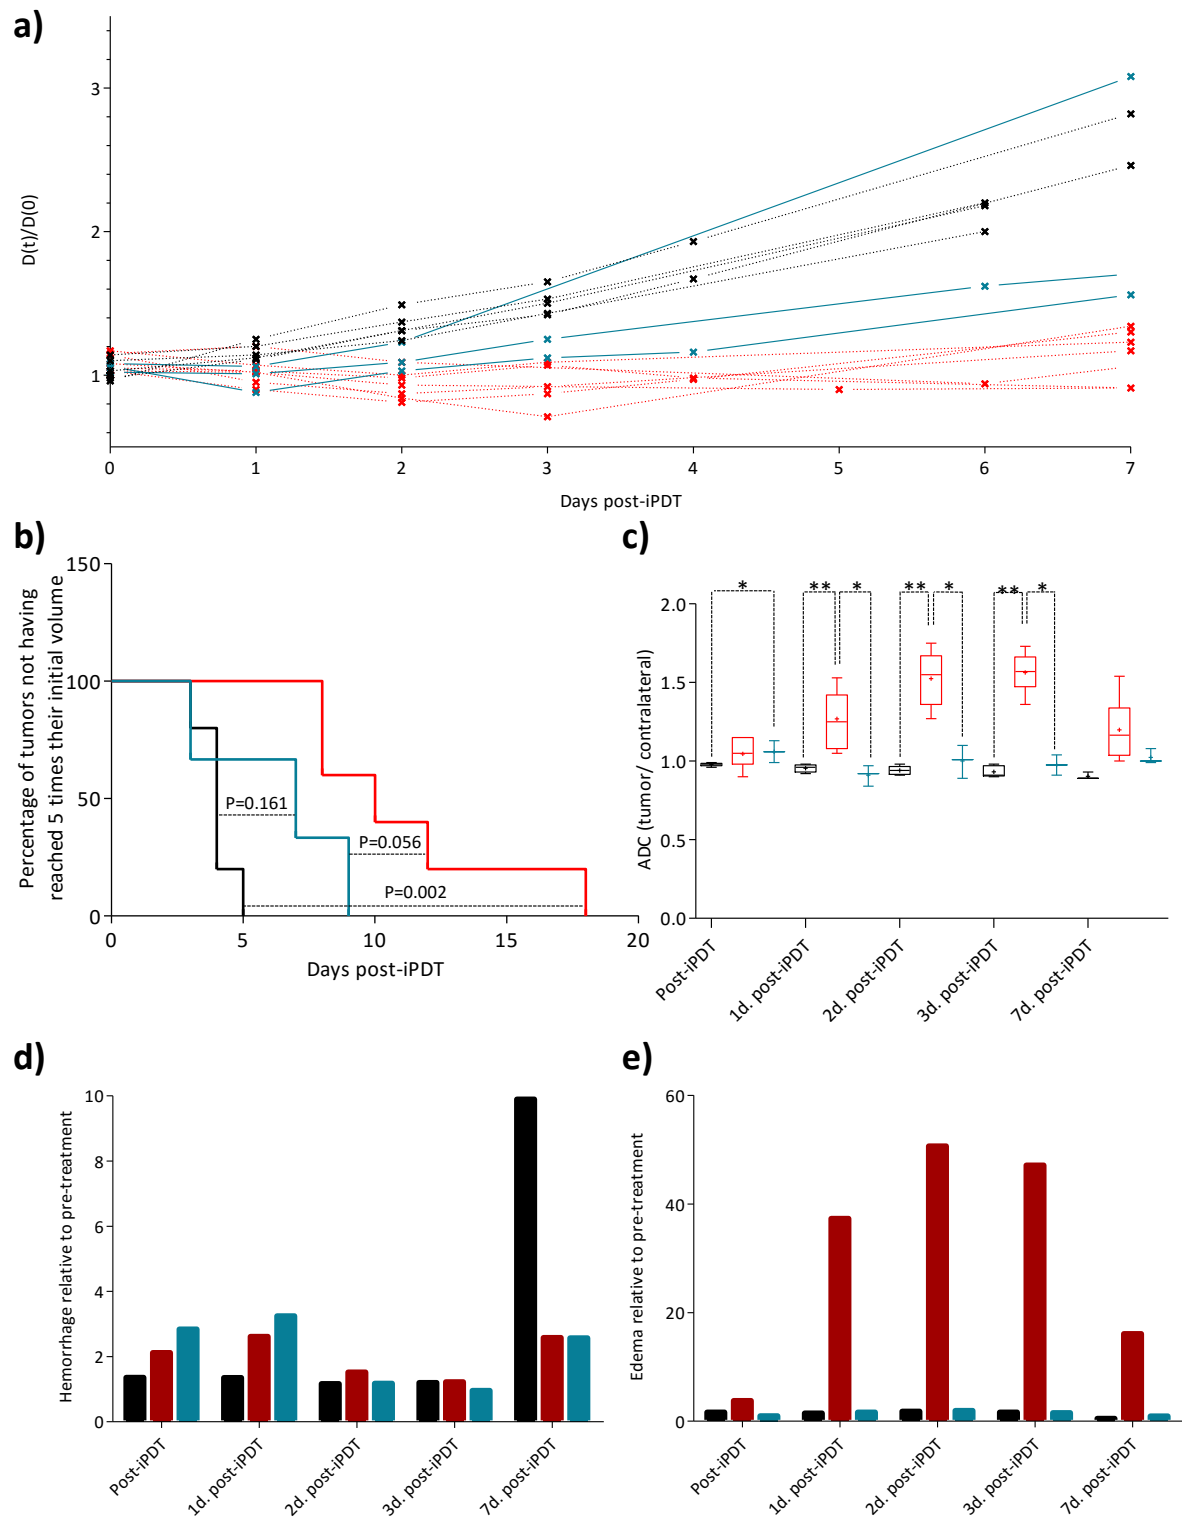 a)
3
2
1
D(t)/D(0)
0 1 2 3 4 5 6 7
Days post-iPDT
b)
150
100
50
0
Percentage of tumors not having
reached 5 times their initial volume
P=0.161
P=0.056
P=0.002
0 5 10 15 20
Days post-iPDT
c)
* ** * ** * ** *
2.0
1.5
1.0
0.5
0.0
ADC (tumor/ contralateral)
Post-iPDT
1d. post-iPDT
2d. post-iPDT
3d. post-iPDT
7d. post-iPDT
d)
10
8
6
4
2
0
Hemorrhage relative to pre-treatment
Post-iPDT
1d. post-iPDT
2d. post-iPDT
3d. post-iPDT
7d. post-iPDT
e)
60
40
20
0
Edema relative to pre-treatment
Post-iPDT
1d. post-iPDT
2d. post-iPDT
3d. post-iPDT
7d. post-iPDT